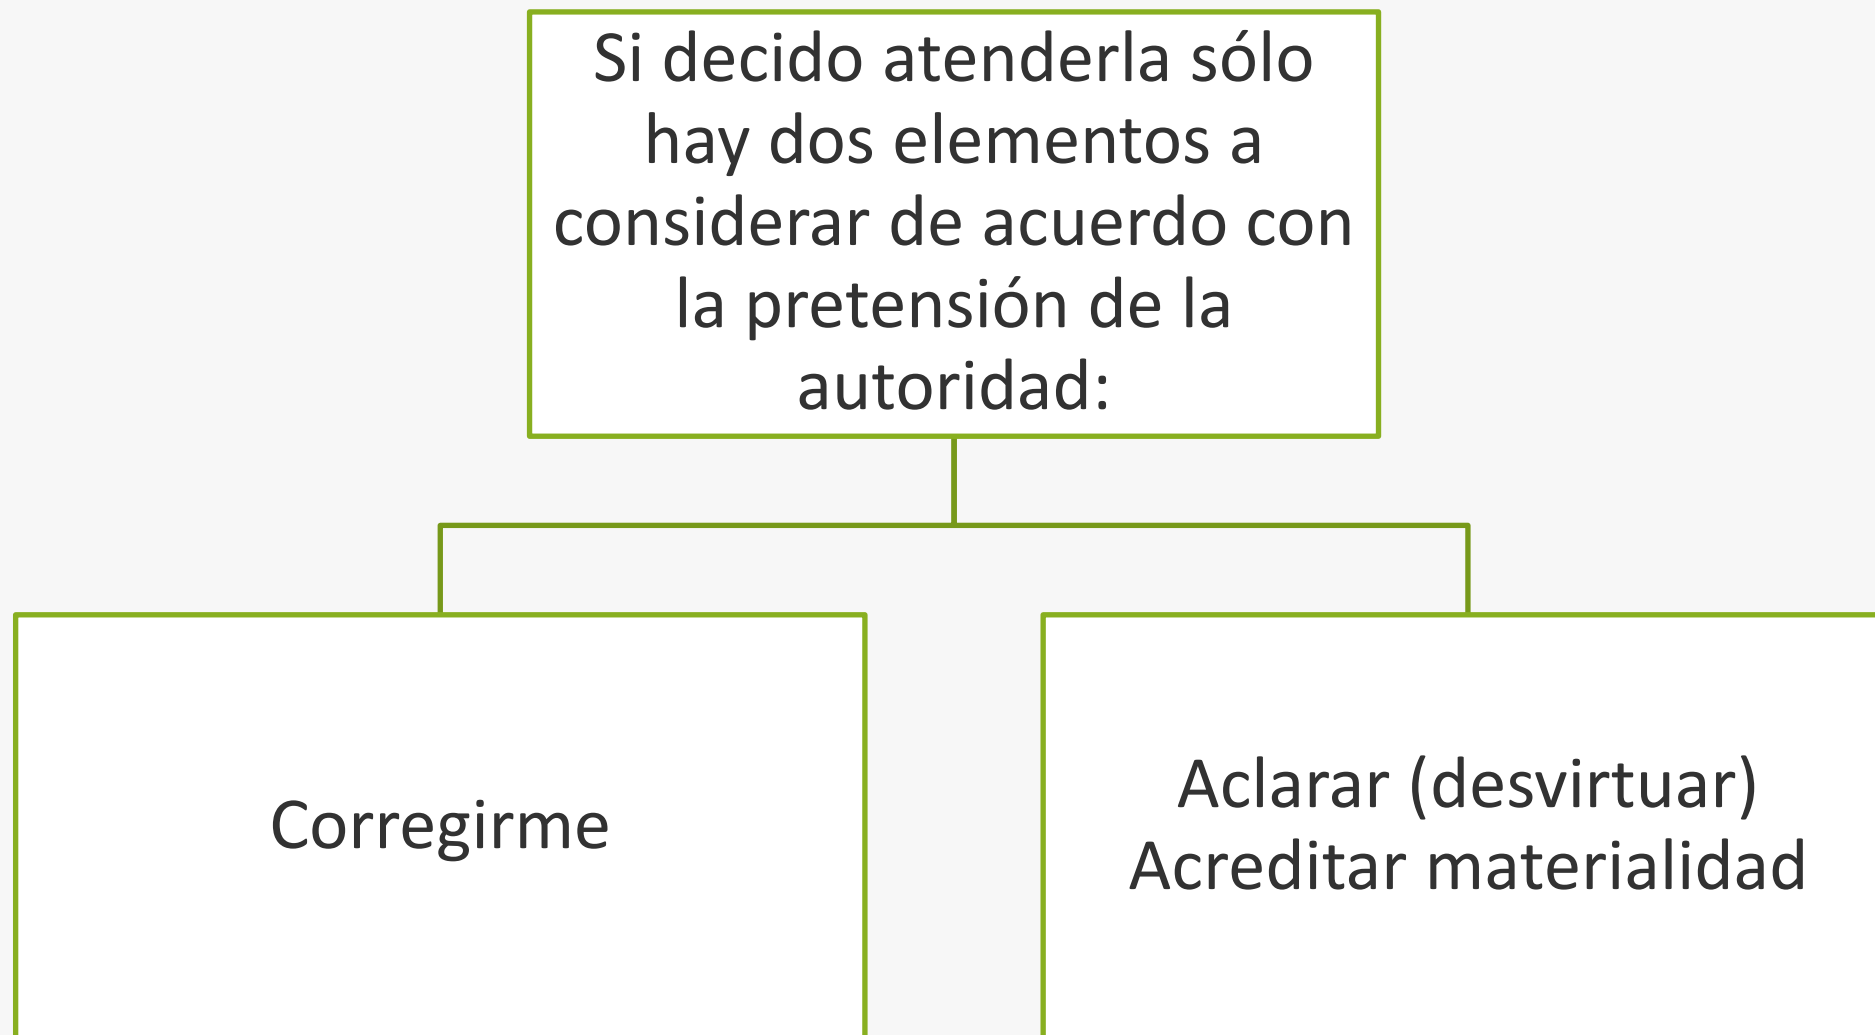 Si decido atenderla sólo
hay dos elementos a
considerar de acuerdo con
la pretensión de la
autoridad:
Corregirme
Aclarar (desvirtuar)
Acreditar materialidad